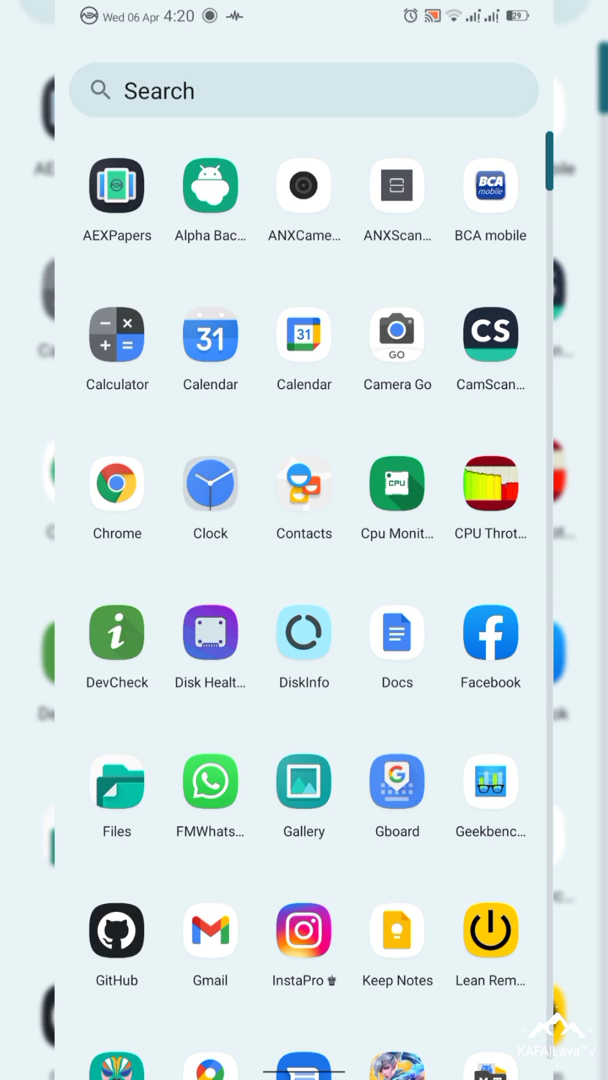 Wed 06 Apr 4:20
29
Search
AEXPapers
Alpha Bac...
ANXCame...
ANXScan...
BCA
mobile
BCA mobile
31
31
GO
CS
Calculator
Calendar
Calendar
Camera Go
CamScan...
CPU
Chrome
Clock
Contacts
Cpu Monit...
CPU Throt...
DevCheck
Disk Healt...
DiskInfo
Docs
Facebook
Files
FMWhats...
Gallery
Gboard
Geekbenc...
GitHub
Gmail
InstaPro
Keep Notes
Lean Rem...